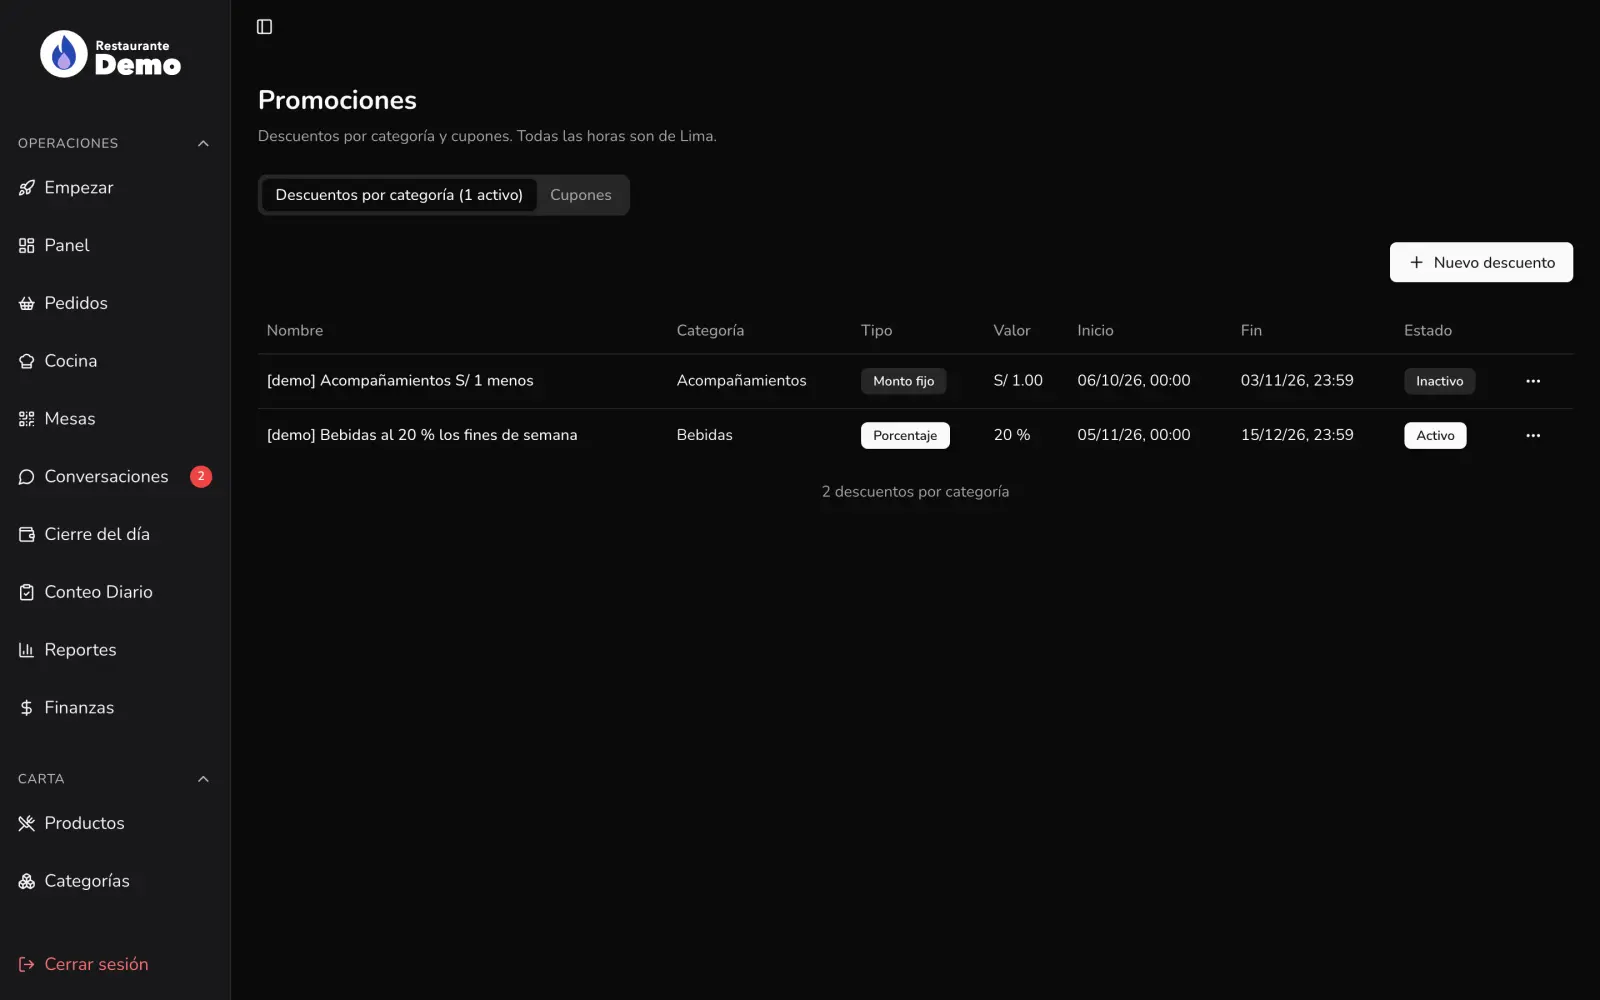 Restaurante
Demo
OPERACIONES
Empezar
Panel
Pedidos
Cocina
Mesas
Conversaciones 2
Cierre del día
Conteo Diario
Reportes
Finanzas
CARTA
Productos
Categorías
Cerrar sesión
Promociones
Descuentos por categoría y cupones. Todas las horas son de Lima.
Descuentos por categoría (1 activo) Cupones
+ Nuevo descuento
Nombre Categoría Tipo Valor Inicio Fin Estado
[demo] Acompañamientos S/ 1 menos Acompañamientos Monto fijo S/ 1.00 06/10/26, 00:00 03/11/26, 23:59 Inactivo ...
[demo] Bebidas al 20 % los fines de semana Bebidas Porcentaje 20 % 05/11/26, 00:00 15/12/26, 23:59 Activo ...
2 descuentos por categoría